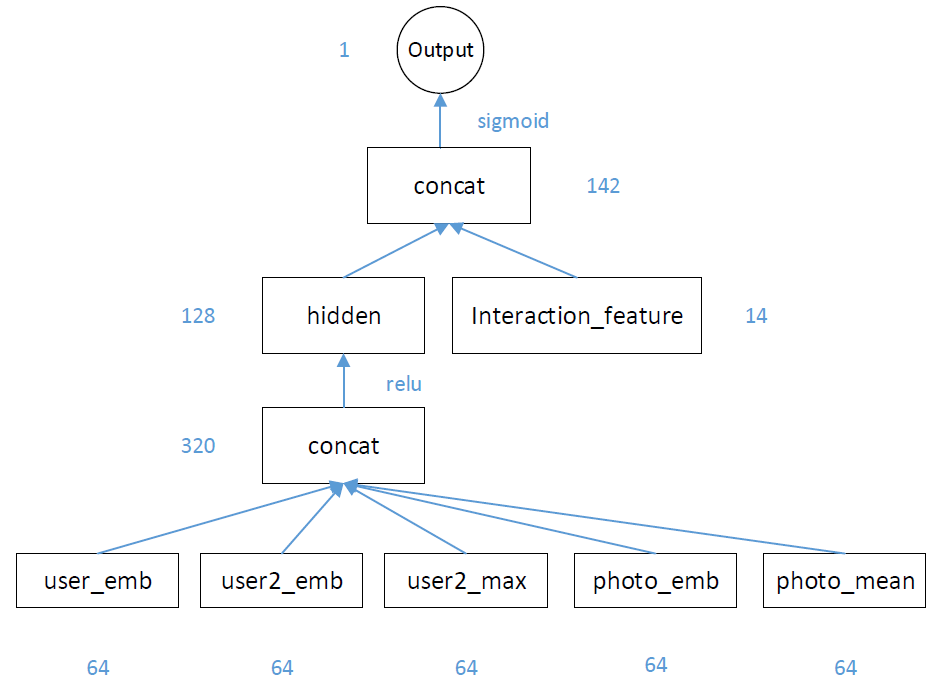 1
Output
sigmoid
concat
142
128
hidden
Interaction_feature
14
relu
320
concat
user_emb
user2_emb
user2_max
photo_emb
photo_mean
64
64
64
64
64